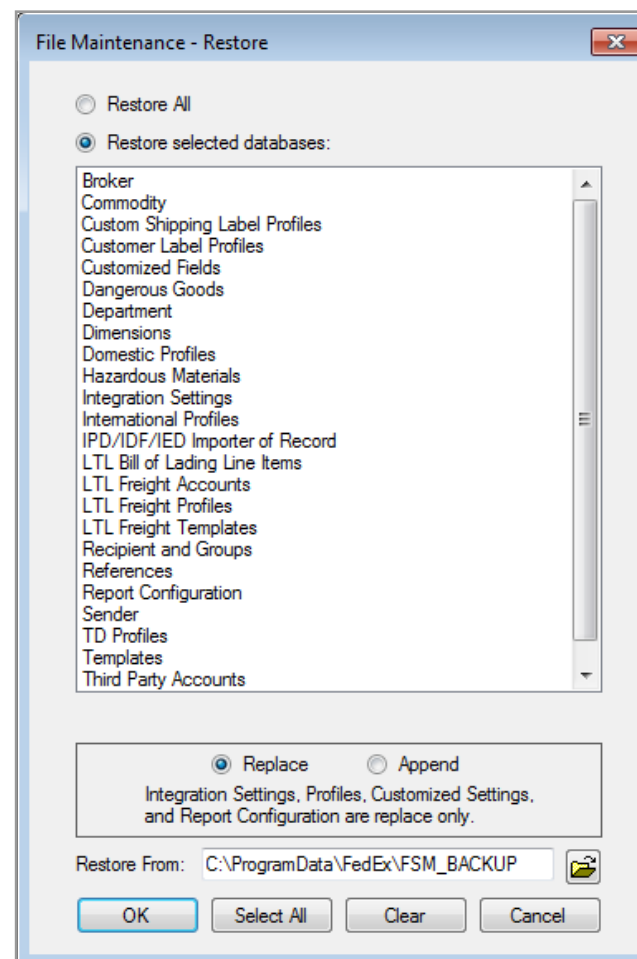 File Maintenance - Restore
Restore All
Restore selected databases:
Broker
Commodity
Custom Shipping Label Profiles
Customer Label Profiles
Customized Fields
Dangerous Goods
Department
Dimensions
Domestic Profiles
Hazardous Materials
Integration Settings
International Profiles
IPD/IDF/IED Importer of Record
LTL Bill of Lading Line Items
LTL Freight Accounts
LTL Freight Profiles
LTL Freight Templates
Recipient and Groups
References
Report Configuration
Sender
TD Profiles
Templates
Third Party Accounts
Replace Append
Integration Settings, Profiles, Customized Settings,
and Report Configuration are replace only.
Restore From: C:\ProgramData\FedEx\FSM_BACKUP
OK Select All Clear Cancel